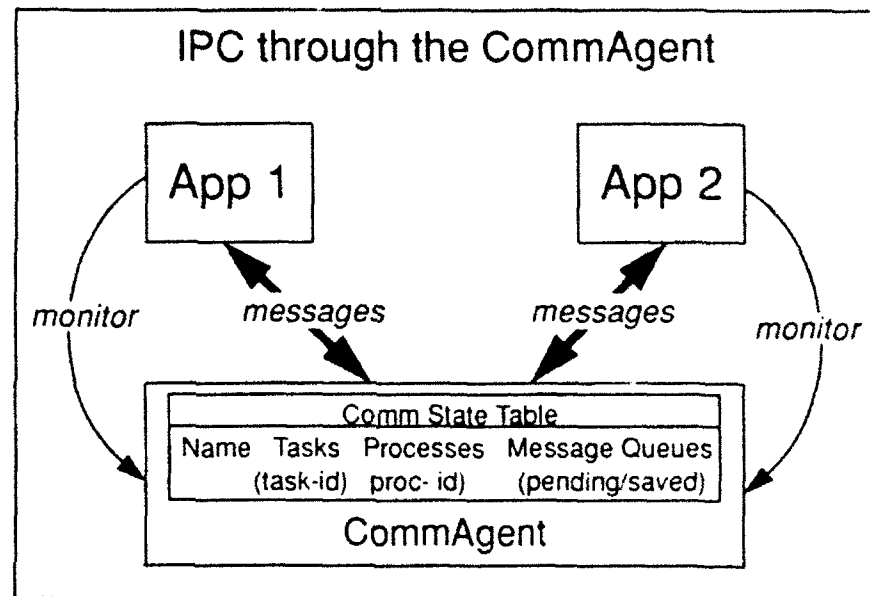 IPC through the CommAgent
App 1
App 2
monitor
messages
messages
monitor
Comm State Table
Name Tasks Processes Message Queues
(task-id) proc- id) (pending/saved)
CommAgent